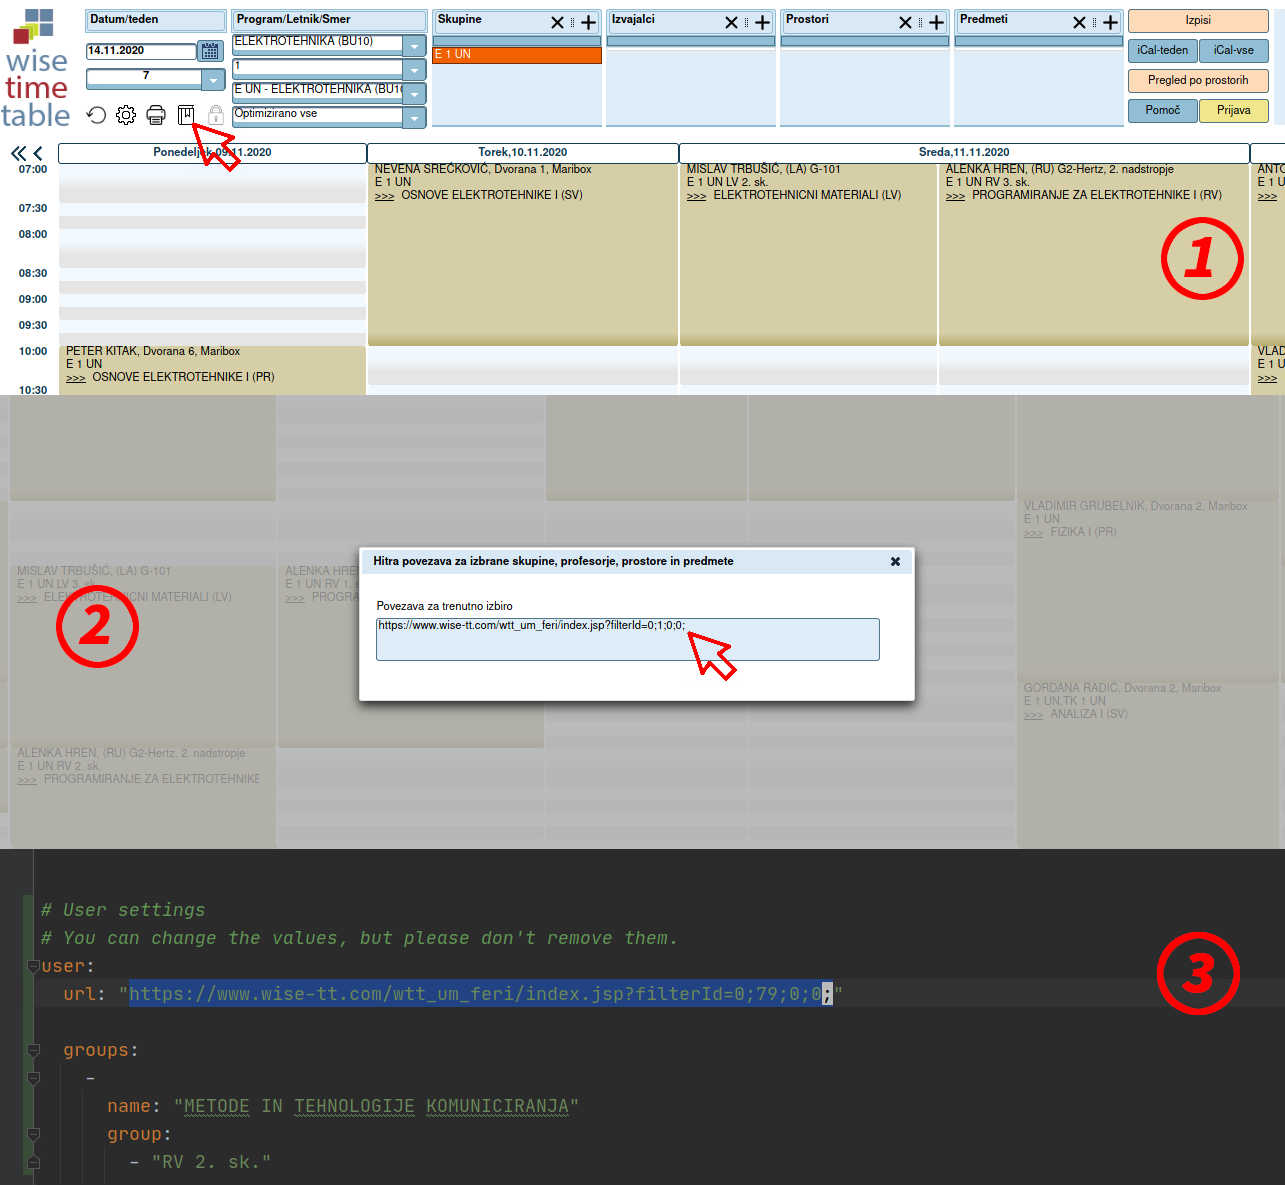 wise
time
table
Datum/teden
14.11.2020
7
Program/Letnik/Smer
ELEKTROTEHNIKA (BU10)
1
E UN - ELEKTROTEHNIKA (BU10
Optimizirano vse
Skupine
E 1 UN
Izvajalci
Prostori
Predmeti
Izpisi
iCal-teden
iCal-vse
Pregled po prostorih
Pomoč
Prijava
Ponedeljek,09.11.2020
Torek,10.11.2020
Sreda,11.11.2020
07:00
07:30
08:00
08:30
09:00
09:30
10:00
10:30
PETER KITAK, Dvorana 6, Maribox
E 1 UN
>>> OSNOVE ELEKTROTEHNIKE I (PR)
NEVENA SREĆKOVIĆ, Dvorana 1, Maribox
E 1 UN
>>> OSNOVE ELEKTROTEHNIKE I (SV)
MISLAV TRBUŠIĆ, (LA) G-101
E 1 UN LV 2. sk.
>>> ELEKTROTEHNICNI MATERIALI (LV)
ALENKA HREN, (RU) G2-Hertz, 2. nadstropje
E 1 UN RV 3. sk.
>>> PROGRAMIRANJE ZA ELEKTROTEHNIKE I (RV)
ANTO
E 1 U
>>>
VLAD
E 1 U
>>>
1
VLADIMIR GRUBELNIK, Dvorana 2, Maribox
E 1 UN
>>> FIZIKA I (PR)
MISLAV TRBUŠIĆ, (LA) G-101
E 1 UN LV 3. sk.
>>> ELEKTROTEHNICNI MATERIALI (LV)
2
ALENKA HREN
E 1 UN RV 1. s
>>> PROGRA
Hitra povezava za izbrane skupine, profesorje, prostore in predmete
Povezava za trenutno izbiro
https://www.wise-tt.com/wtt_um_feri/index.jsp?filterId=0;1;0;0;
GORDANA RADIĆ, Dvorana 2, Maribox
E 1 UN,TK 1 UN
>>> ANALIZA I (SV)
ALENKA HREN, (RU) G2-Hertz, 2. nadstropje
E 1 UN RV 2. sk.
>>> PROGRAMIRANJE ZA ELEKTROTEHNIKE
# User settings
# You can change the values, but please don't remove them.
user:
url: "https://www.wise-tt.com/wtt_um_feri/index.jsp?filterId=0;79;0;0;"
3
groups:
-
name: "METODE IN TEHNOLOGIJE KOMUNICIRANJA"
group:
- "RV 2. sk."